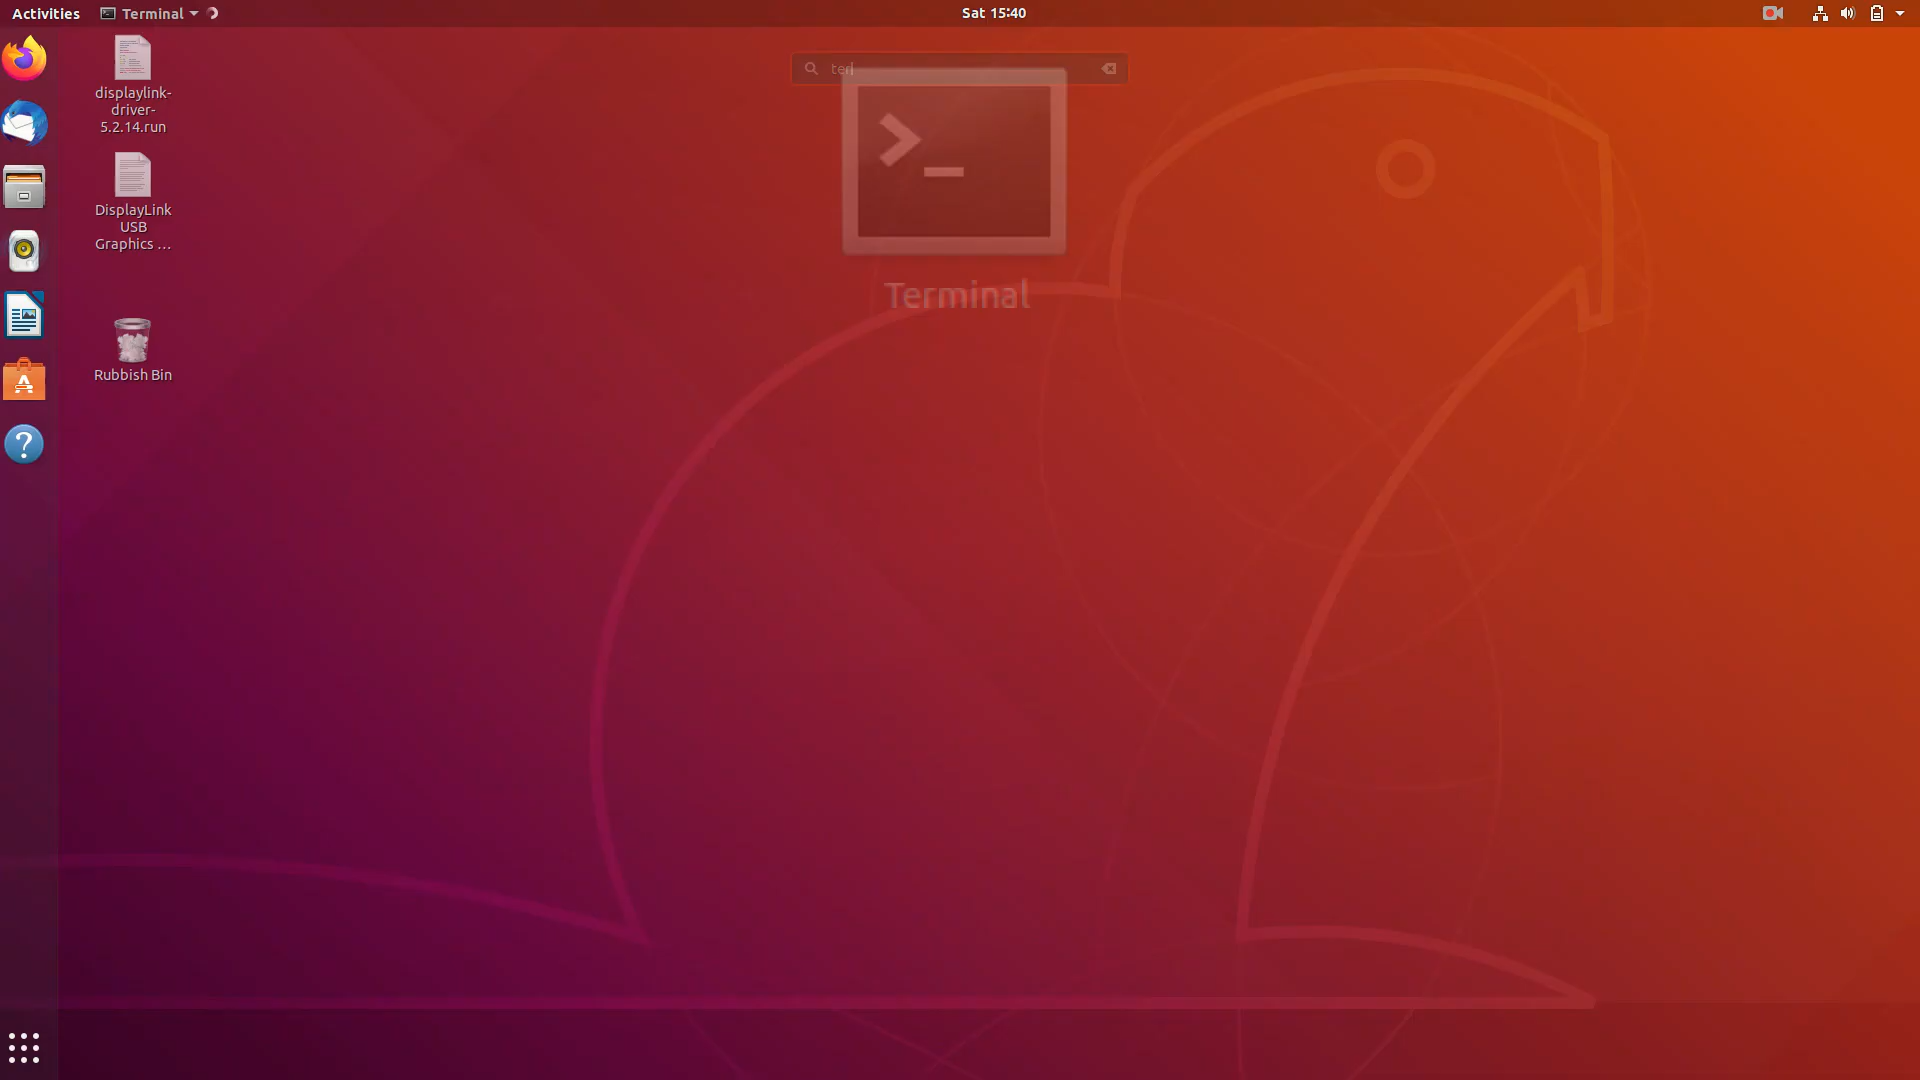 Activities
Terminal
Sat 15:40
ter
displaylink-
driver-
5.2.14.run
DisplayLink
USB
Graphics ...
Rubbish Bin
Terminal